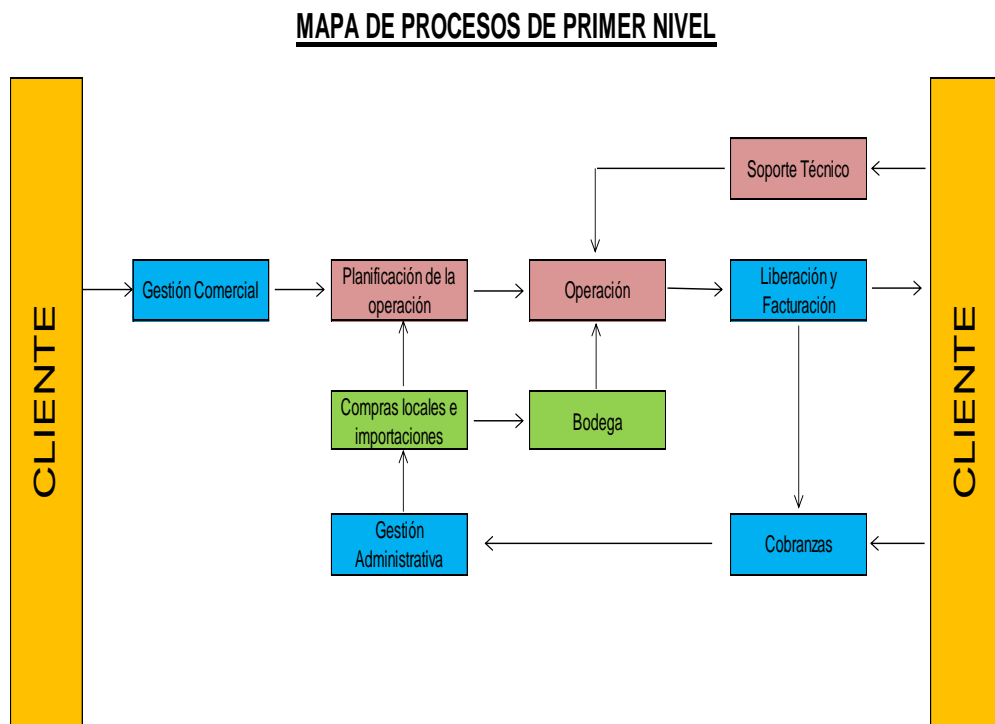 MAPA DE PROCESOS DE PRIMER NIVEL
CLIENTE
Soporte Técnico
Gestión Comercial
Planificación de la
operación
Operación
Liberación y
Facturación
Compras locales e
importaciones
Bodega
Gestión
Administrativa
Cobranzas
CLIENTE